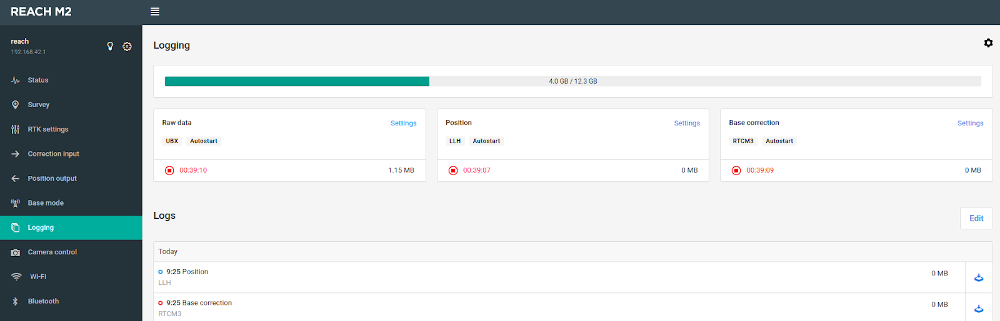 REACH M2
reach
192.168.42.1
Status
Survey
RTK settings
Correction input
Position output
Base mode
Logging
Camera control
Wi-Fi
Bluetooth
Logging
4.0 GB / 12.3 GB
Raw data Settings
UBX Autostart
00:39:10 1.15 MB
Position Settings
LLH Autostart
00:39:07 0 MB
Base correction Settings
RTCM3 Autostart
00:39:09 0 MB
Logs Edit
Today
9:25 Position 0 MB
LLH
9:25 Base correction 0 MB
RTCM3